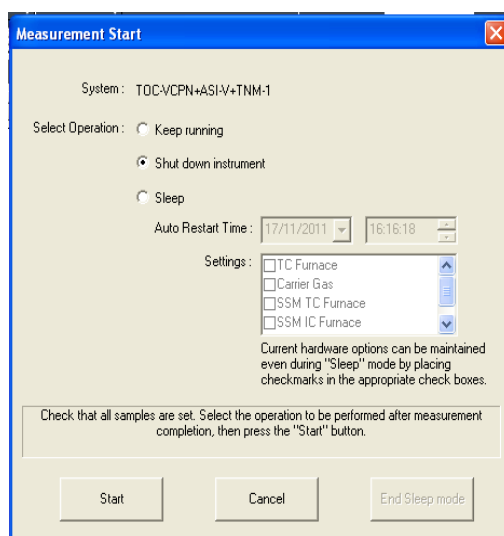 Measurement Start
System : TOC-VCPN+ASI-V+TNM-1
Select Operation : Keep running
Shut down instrument
Sleep
Auto Restart Time : 17/11/2011 16:16:18
Settings : TC Furnace
Carrier Gas
SSM TC Furnace
SSM IC Furnace
Current hardware options can be maintained
even during "Sleep" mode by placing
checkmarks in the appropriate check boxes.
Check that all samples are set. Select the operation to be performed after measurement
completion, then press the "Start" button.
Start Cancel End Sleep mode